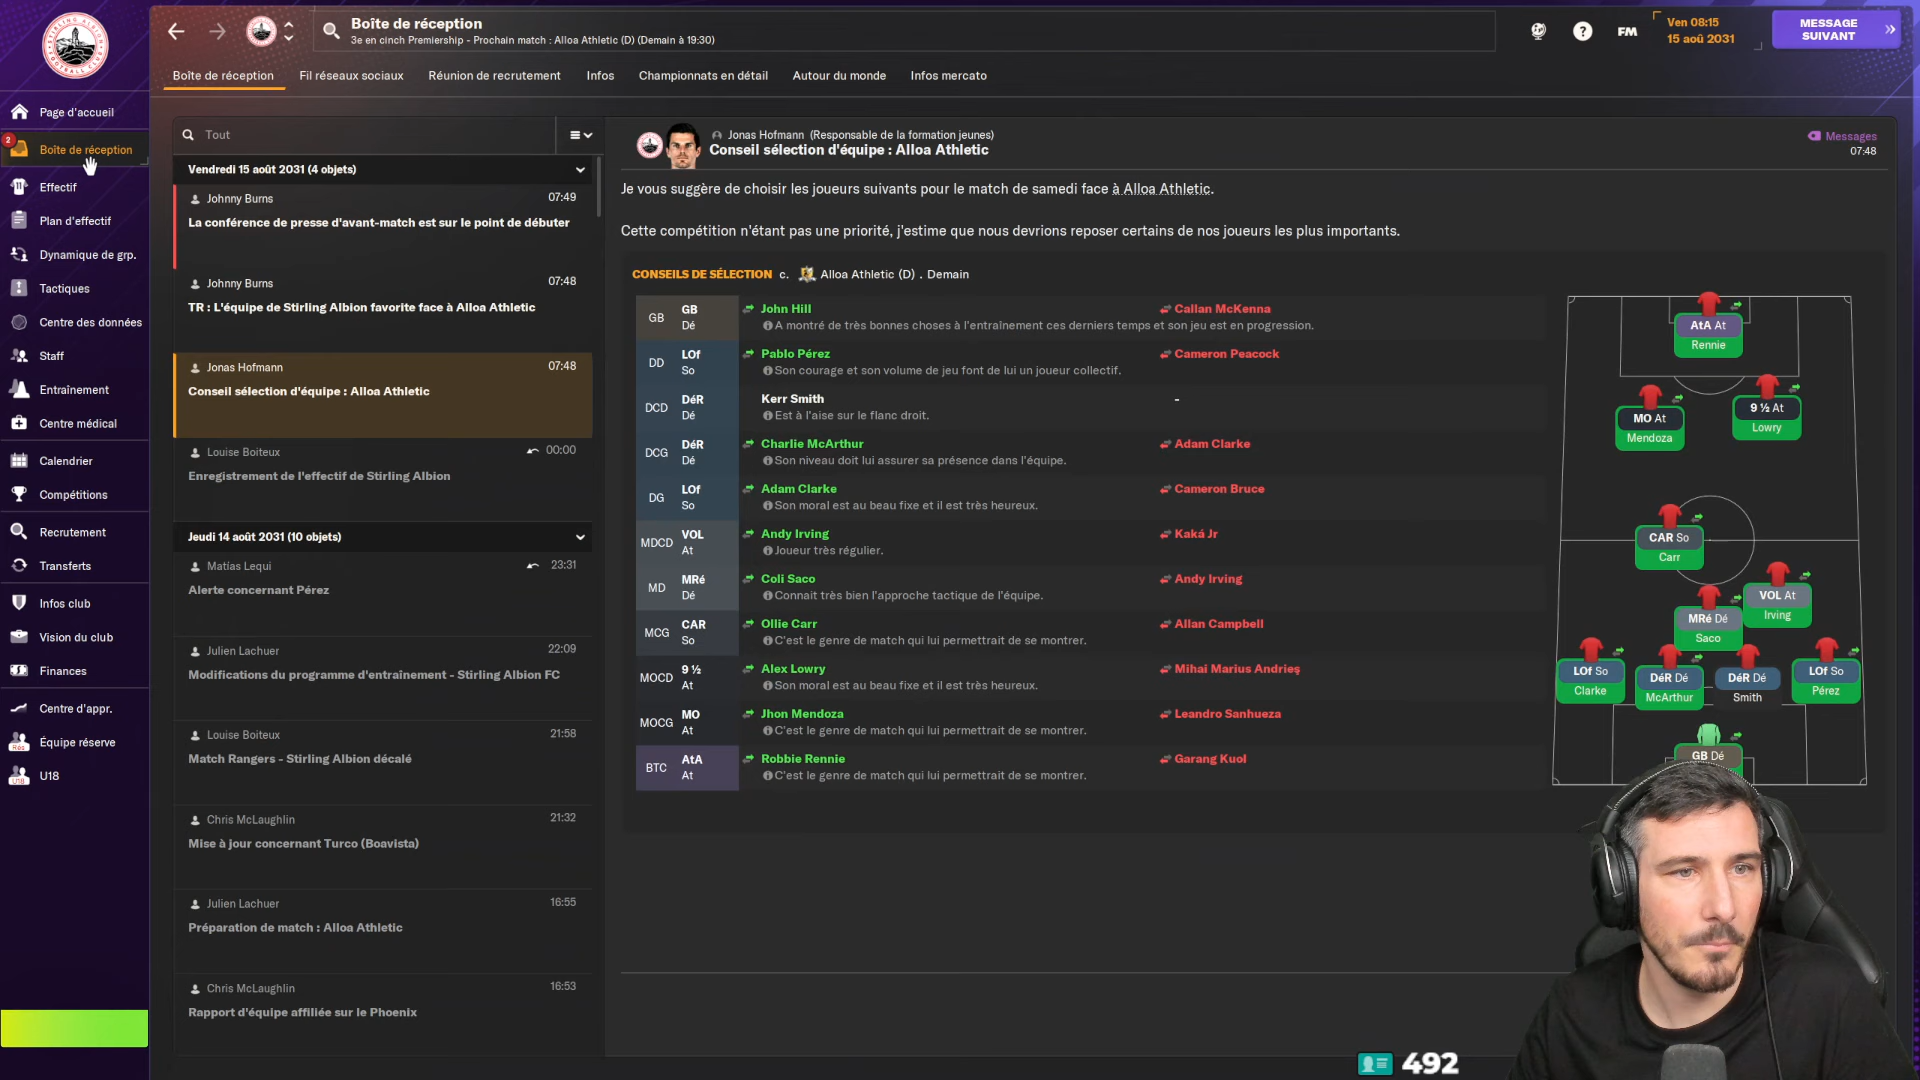 Boîte de réception
3e en cinch Premiership - Prochain match : Alloa Athletic (D) (Demain à 19:30)
FM
Ven 08:15
15 aoû 2031
MESSAGE
SUIVANT
Boîte de réception
Fil réseaux sociaux
Réunion de recrutement
Infos
Championnats en détail
Autour du monde
Infos mercato
Page d'accueil
2
Boîte de réception
Effectif
Plan d'effectif
Dynamique de grp.
Tactiques
Centre des données
Staff
Entraînement
Centre médical
Calendrier
Compétitions
Recrutement
Transferts
Infos club
Vision du club
Finances
Centre d'appr.
Équipe réserve
U18
Tout
Vendredi 15 août 2031 (4 objets)
Johnny Burns
07:49
La conférence de presse d'avant-match est sur le point de débuter
Johnny Burns
07:48
TR : L'équipe de Stirling Albion favorite face à Alloa Athletic
Jonas Hofmann
07:48
Conseil sélection d'équipe : Alloa Athletic
Louise Boiteux
00:00
Enregistrement de l'effectif de Stirling Albion
Jeudi 14 août 2031 (10 objets)
Matías Lequi
23:31
Alerte concernant Pérez
Julien Lachuer
22:09
Modifications du programme d'entraînement - Stirling Albion FC
Louise Boiteux
21:58
Match Rangers - Stirling Albion décalé
Chris McLaughlin
21:32
Mise à jour concernant Turco (Boavista)
Julien Lachuer
16:55
Préparation de match : Alloa Athletic
Chris McLaughlin
16:53
Rapport d'équipe affiliée sur le Phoenix
Jonas Hofmann (Responsable de la formation jeunes)
Conseil sélection d'équipe : Alloa Athletic
Messages
07:48
Je vous suggère de choisir les joueurs suivants pour le match de samedi face à Alloa Athletic.
Cette compétition n'étant pas une priorité, j'estime que nous devrions reposer certains de nos joueurs les plus importants.
CONSEILS DE SÉLECTION c. Alloa Athletic (D) . Demain
GB GB Dé John Hill Callan McKenna
A montré de très bonnes choses à l'entraînement ces derniers temps et son jeu est en progression.
DD LOf So Pablo Pérez Cameron Peacock
Son courage et son volume de jeu font de lui un joueur collectif.
DCD DéR Dé Kerr Smith -
Est à l'aise sur le flanc droit.
DCG DéR Dé Charlie McArthur Adam Clarke
Son niveau doit lui assurer sa présence dans l'équipe.
DG LOf So Adam Clarke Cameron Bruce
Son moral est au beau fixe et il est très heureux.
MDCD VOL At Andy Irving Kaká Jr
Joueur très régulier.
MD MRé Dé Coli Saco Andy Irving
Connait très bien l'approche tactique de l'équipe.
MCG CAR So Ollie Carr Allan Campbell
C'est le genre de match qui lui permettrait de se montrer.
MOCD 9 ½ At Alex Lowry Mihai Marius Andrieș
Son moral est au beau fixe et il est très heureux.
MOCG MO At Jhon Mendoza Leandro Sanhueza
C'est le genre de match qui lui permettrait de se montrer.
BTC AtA At Robbie Rennie Garang Kuol
C'est le genre de match qui lui permettrait de se montrer.
AtA At
Rennie
MO At
Mendoza
9 ½ At
Lowry
CAR So
Carr
VOL At
Irving
MRé Dé
Saco
LOf So
Clarke
DéR Dé
McArthur
DéR Dé
Smith
LOf So
Pérez
GB Dé
492